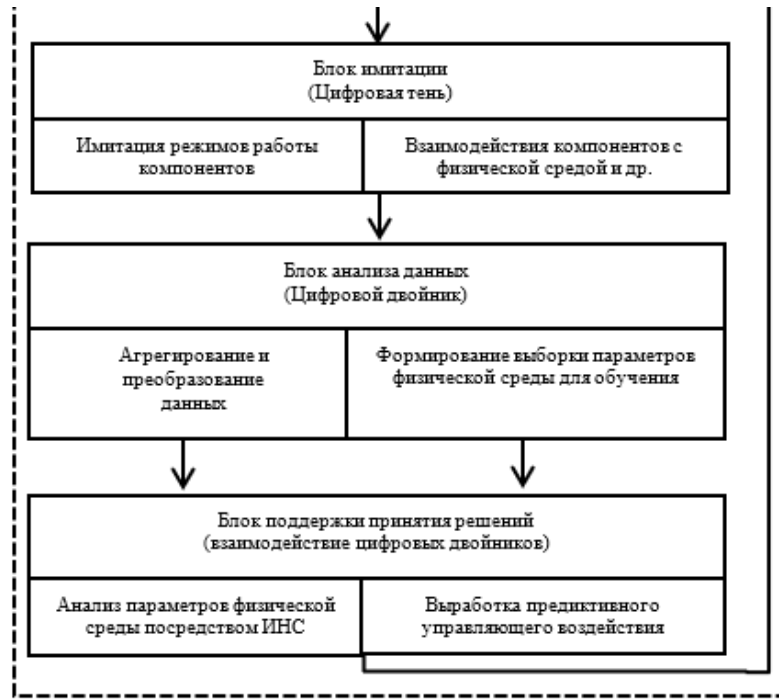 Блок имитации
(Цифровая тень)
Имитация режимов работы
компонентов
Взаимодействия компонентов с
физической средой и др.
Блок анализа данных
(Цифровой двойник)
Агрегирование и
преобразование
данных
Формирование выборки параметров
физической среды для обучения
Блок поддержки принятия решений
(взаимодействие цифровых двойников)
Анализ параметров физической
среды посредством ИНС
Выработка предиктивного
управляющего воздействия